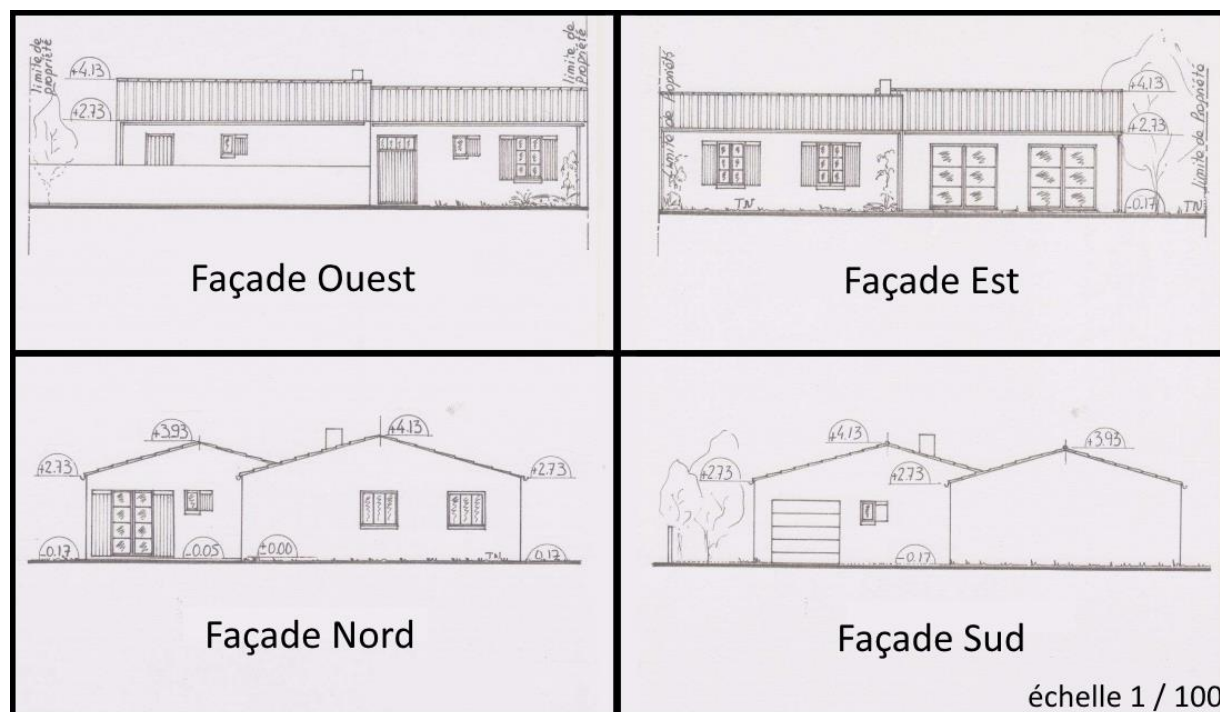 limite de
propriété
+4.13
+2.73
limite de
propriété
Façade Ouest
limite de Propriété
TN
+4.13
+2.73
-0.17
TN
limite de Propriété
Façade Est
+3.93
+4.13
+2.73
+2.73
-0.17
-0.05
±0.00
TN
0.17
Façade Nord
+4.13
+3.93
+2.73
+2.73
-0.17
Façade Sud
échelle 1 / 100